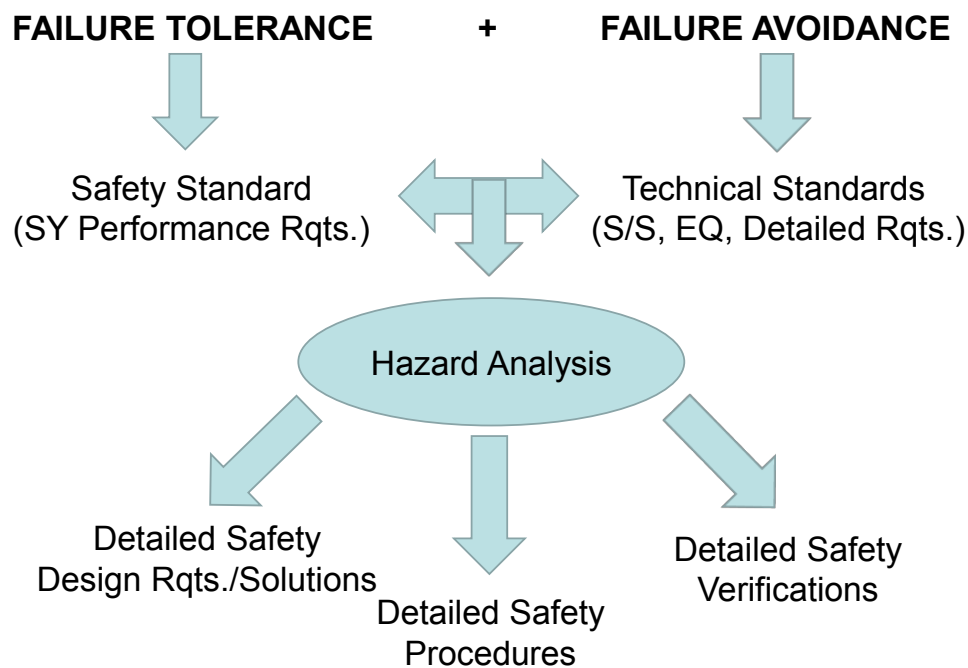 FAILURE TOLERANCE + FAILURE AVOIDANCE
Safety Standard
(SY Performance Rqts.)
Technical Standards
(S/S, EQ, Detailed Rqts.)
Hazard Analysis
Detailed Safety
Design Rqts./Solutions
Detailed Safety
Procedures
Detailed Safety
Verifications